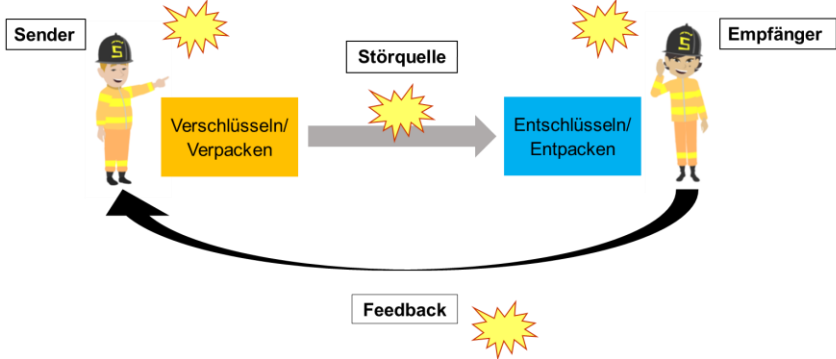 Sender
Störquelle
Empfänger
Verschlüsseln/
Verpacken
Entschlüsseln/
Entpacken
Feedback